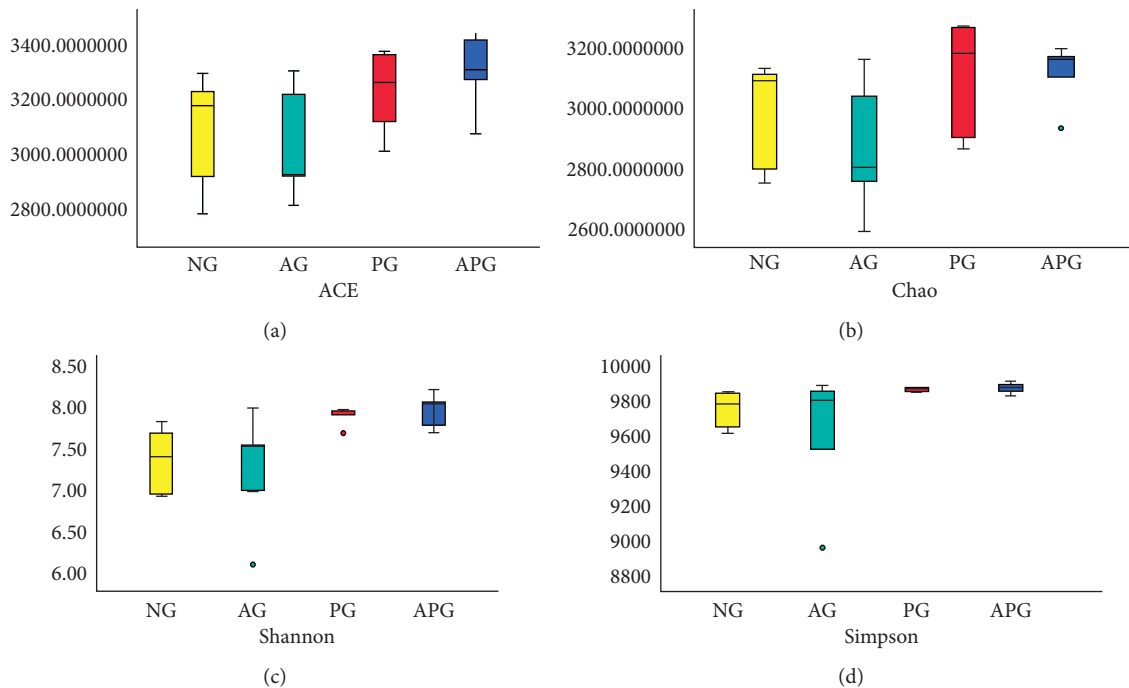 3400.0000000
3200.0000000
3000.0000000
2800.0000000
NG AG PG APG
ACE
(a)
3200.0000000
3000.0000000
2800.0000000
2600.0000000
NG AG PG APG
Chao
(b)
8.50
8.00
7.50
7.00
6.50
6.00
NG AG PG APG
Shannon
(c)
10000
9800
9600
9400
9200
9000
8800
NG AG PG APG
Simpson
(d)